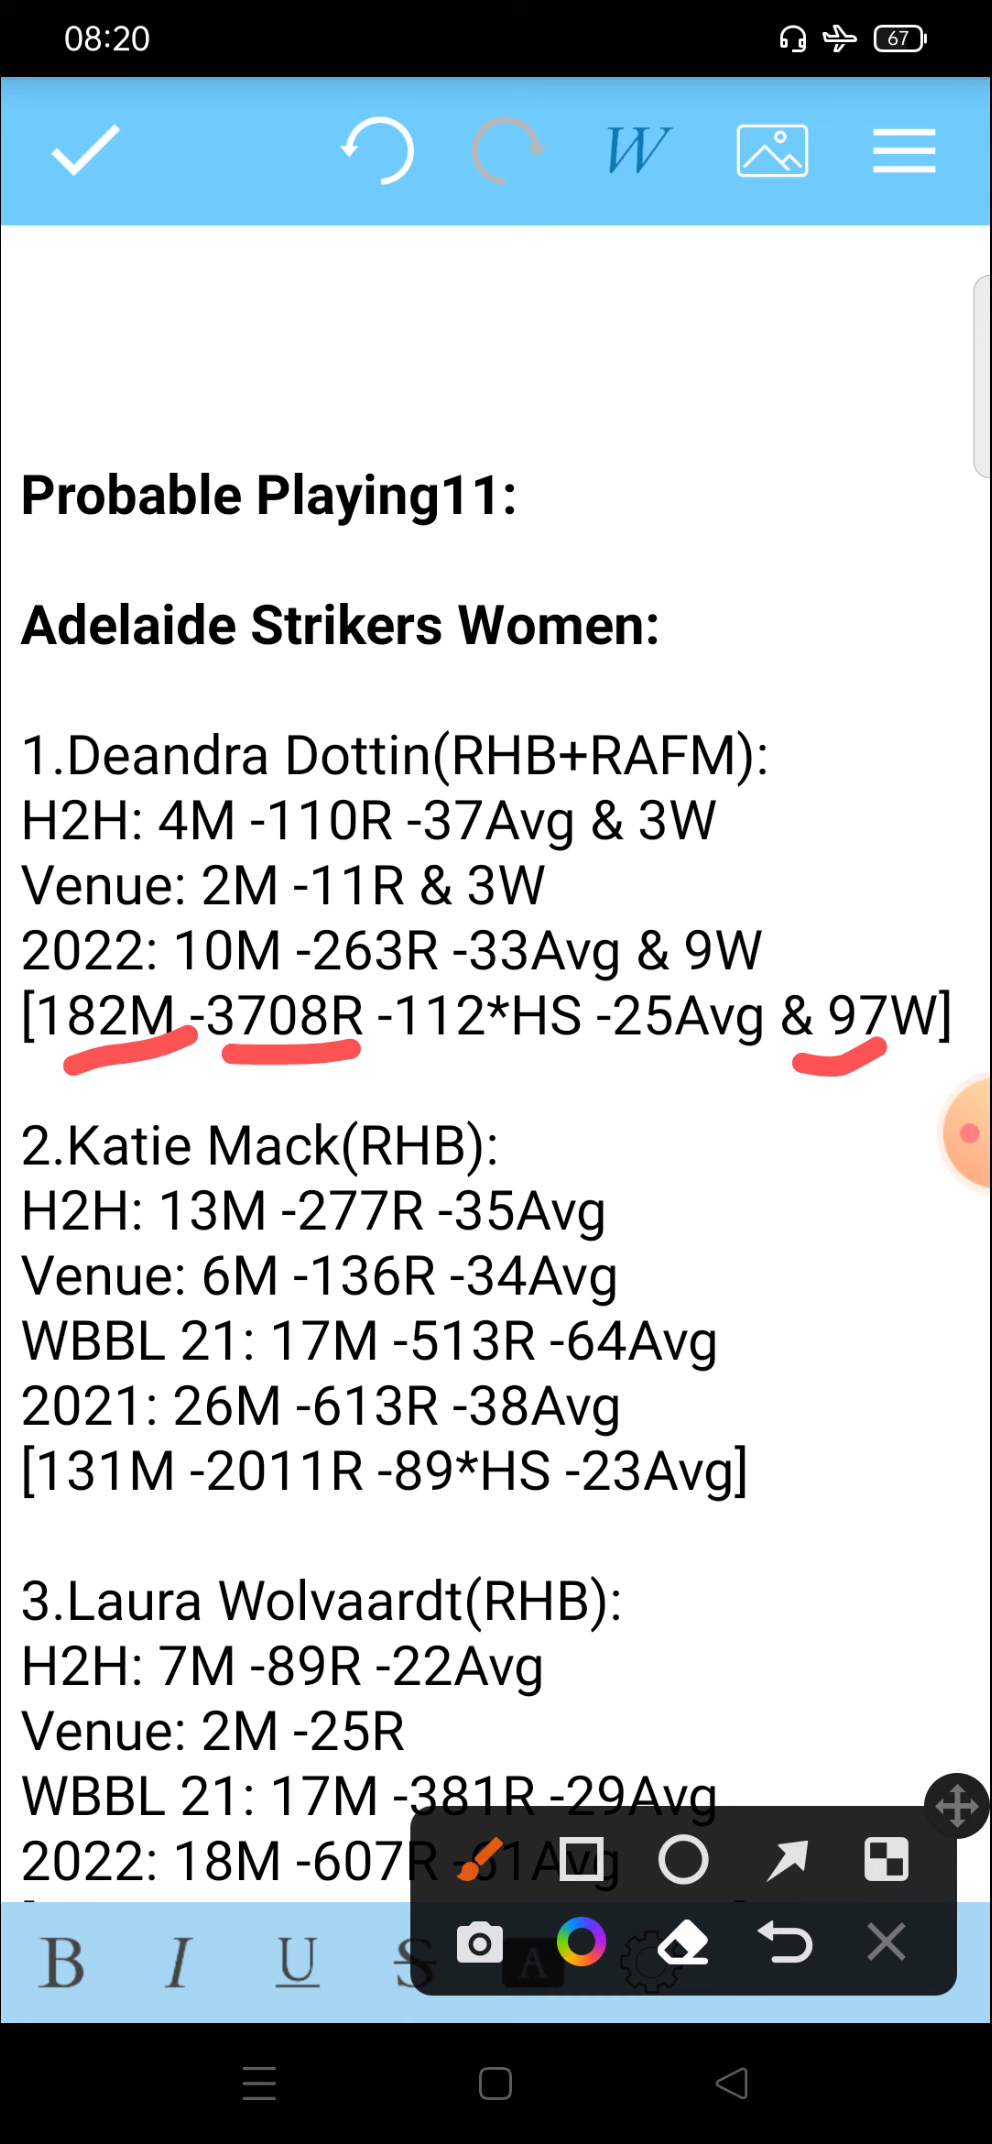 08:20
67
W
Probable Playing11:
Adelaide Strikers Women:
1.Deandra Dottin(RHB+RAFM):
H2H: 4M -110R -37Avg & 3W
Venue: 2M -11R & 3W
2022: 10M -263R -33Avg & 9W
[182M -3708R -112*HS -25Avg & 97W]
2.Katie Mack(RHB):
H2H: 13M -277R -35Avg
Venue: 6M -136R -34Avg
WBBL 21: 17M -513R -64Avg
2021: 26M -613R -38Avg
[131M -2011R -89*HS -23Avg]
3.Laura Wolvaardt(RHB):
H2H: 7M -89R -22Avg
Venue: 2M -25R
WBBL 21: 17M -381R -29Avg
2022: 18M -607R
B I U S A